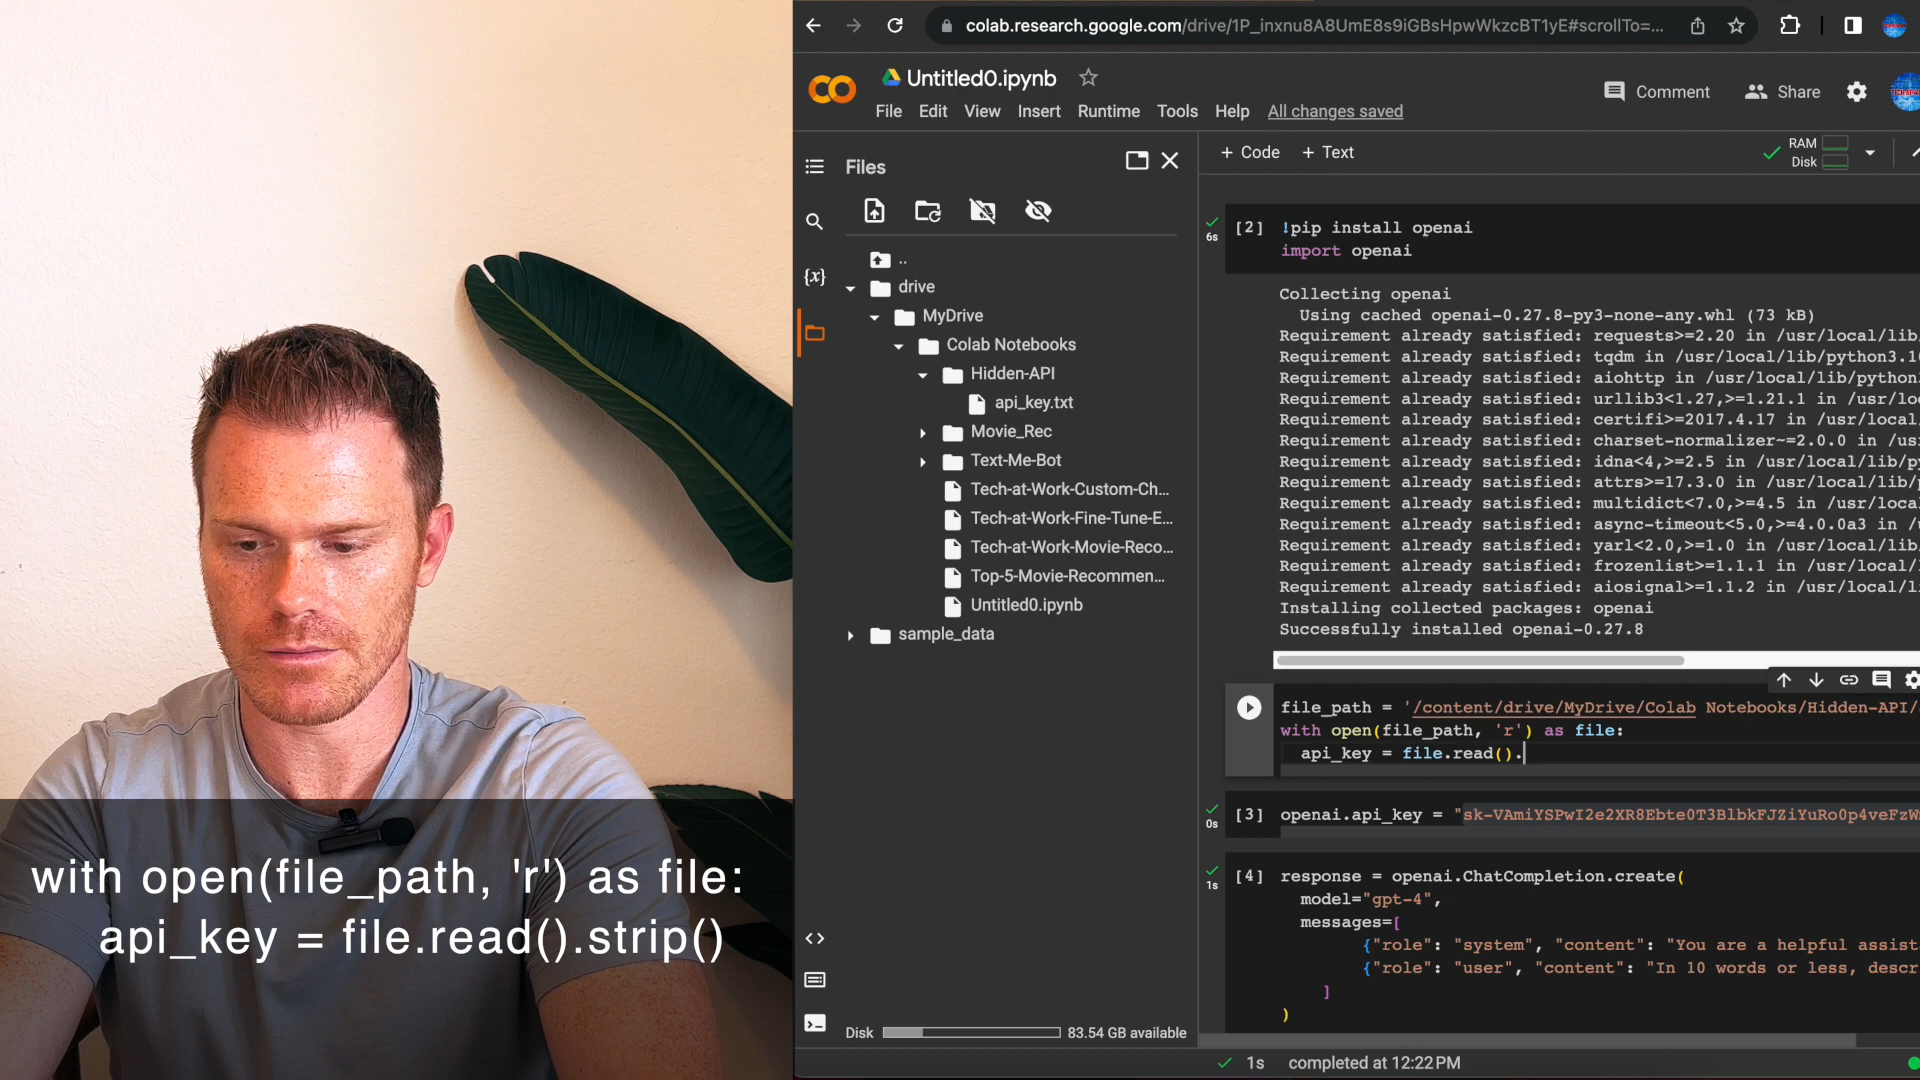 colab.research.google.com/drive/1P_inxnu8A8UmE8s9iGBsHpwWkzcBT1yE#scrollTo=...
Untitled0.ipynb
File Edit View Insert Runtime Tools Help All changes saved
Comment
Share
Files
+ Code + Text
RAM
Disk
..
drive
MyDrive
Colab Notebooks
Hidden-API
api_key.txt
Movie_Rec
Text-Me-Bot
Tech-at-Work-Custom-Ch...
Tech-at-Work-Fine-Tune-E...
Tech-at-Work-Movie-Reco...
Top-5-Movie-Recommen...
Untitled0.ipynb
sample_data
Disk 83.54 GB available
6s
[2] !pip install openai
import openai
Collecting openai
Using cached openai-0.27.8-py3-none-any.whl (73 kB)
Requirement already satisfied: requests>=2.20 in /usr/local/lib
Requirement already satisfied: tqdm in /usr/local/lib/python3.10
Requirement already satisfied: aiohttp in /usr/local/lib/python3
Requirement already satisfied: urllib3<1.27,>=1.21.1 in /usr/loc
Requirement already satisfied: certifi>=2017.4.17 in /usr/local/
Requirement already satisfied: charset-normalizer~=2.0.0 in /usr
Requirement already satisfied: idna<4,>=2.5 in /usr/local/lib/py
Requirement already satisfied: attrs>=17.3.0 in /usr/local/lib/p
Requirement already satisfied: multidict<7.0,>=4.5 in /usr/local
Requirement already satisfied: async-timeout<5.0,>=4.0.0a3 in /u
Requirement already satisfied: yarl<2.0,>=1.0 in /usr/local/lib/
Requirement already satisfied: frozenlist>=1.1.1 in /usr/local/l
Requirement already satisfied: aiosignal>=1.1.2 in /usr/local/li
Installing collected packages: openai
Successfully installed openai-0.27.8
file_path = '/content/drive/MyDrive/Colab Notebooks/Hidden-API/
with open(file_path, 'r') as file:
api_key = file.read().
0s
[3] openai.api_key = "sk-VAmiYSPwI2e2XR8Ebte0T3BlbkFJZiYuRo0p4veFzW
1s
[4] response = openai.ChatCompletion.create(
model="gpt-4",
messages=[
{"role": "system", "content": "You are a helpful assist
{"role": "user", "content": "In 10 words or less, descr
]
)
1s completed at 12:22 PM
with open(file_path, 'r') as file:
api_key = file.read().strip()